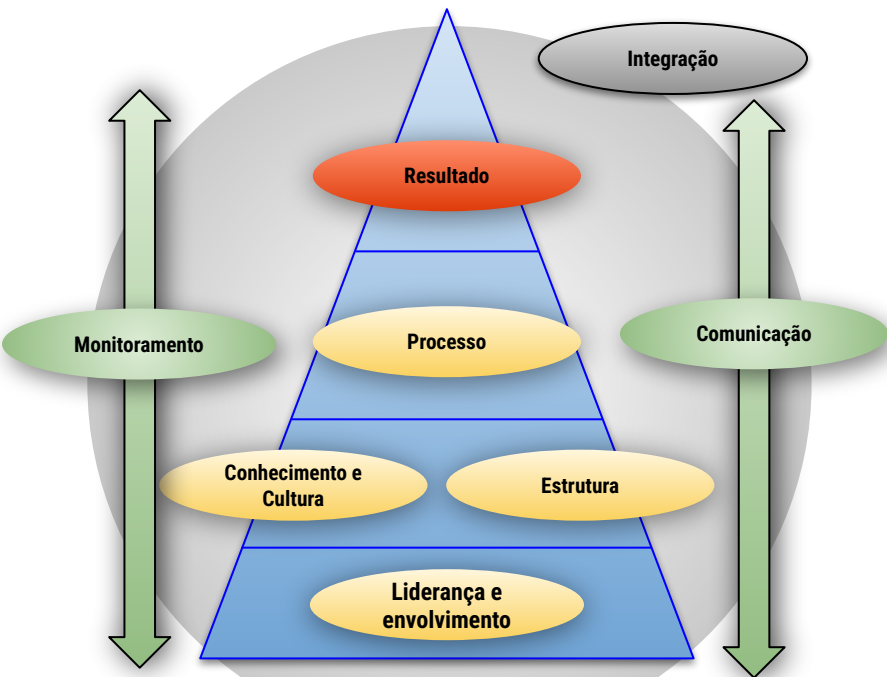 Integração
Resultado
Monitoramento
Processo
Comunicação
Conhecimento e
Cultura
Estrutura
Liderança e
envolvimento